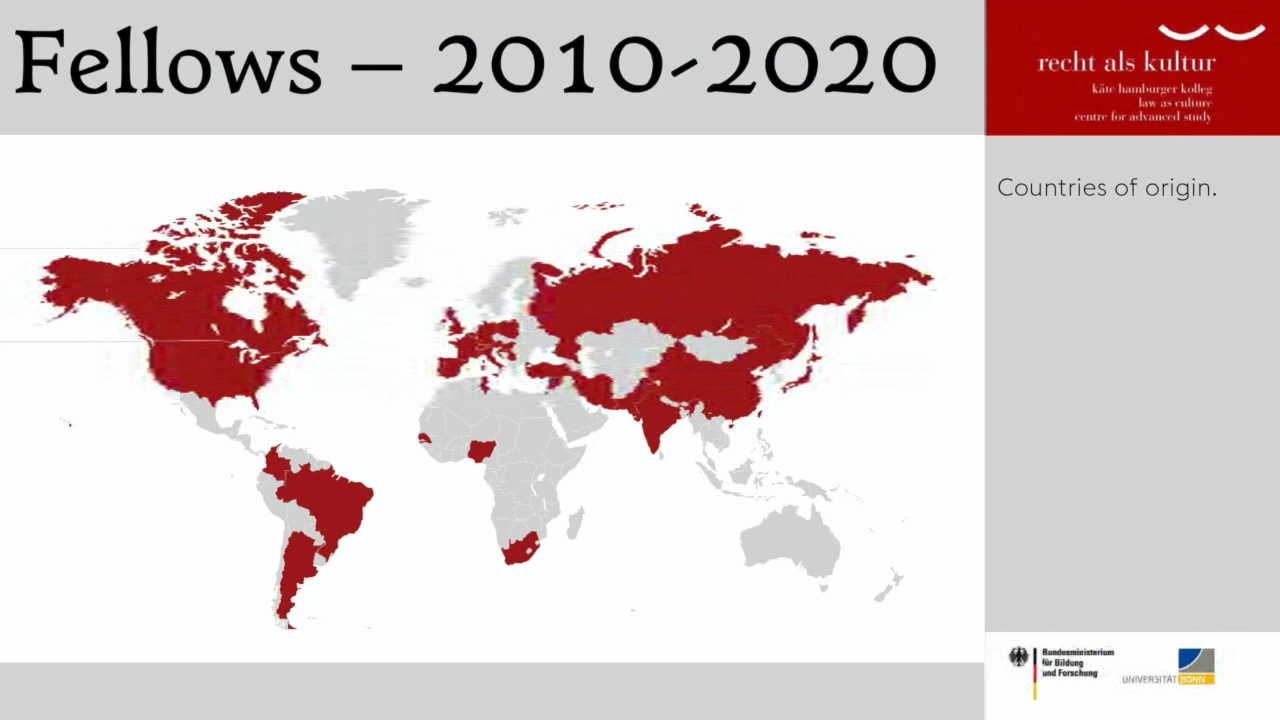 Fellows – 2010-2020
recht als kultur
käte hamburger kolleg
law as culture
centre for advanced study
Countries of origin.
Bundesministerium
für Bildung
und Forschung
UNIVERSITÄT BONN